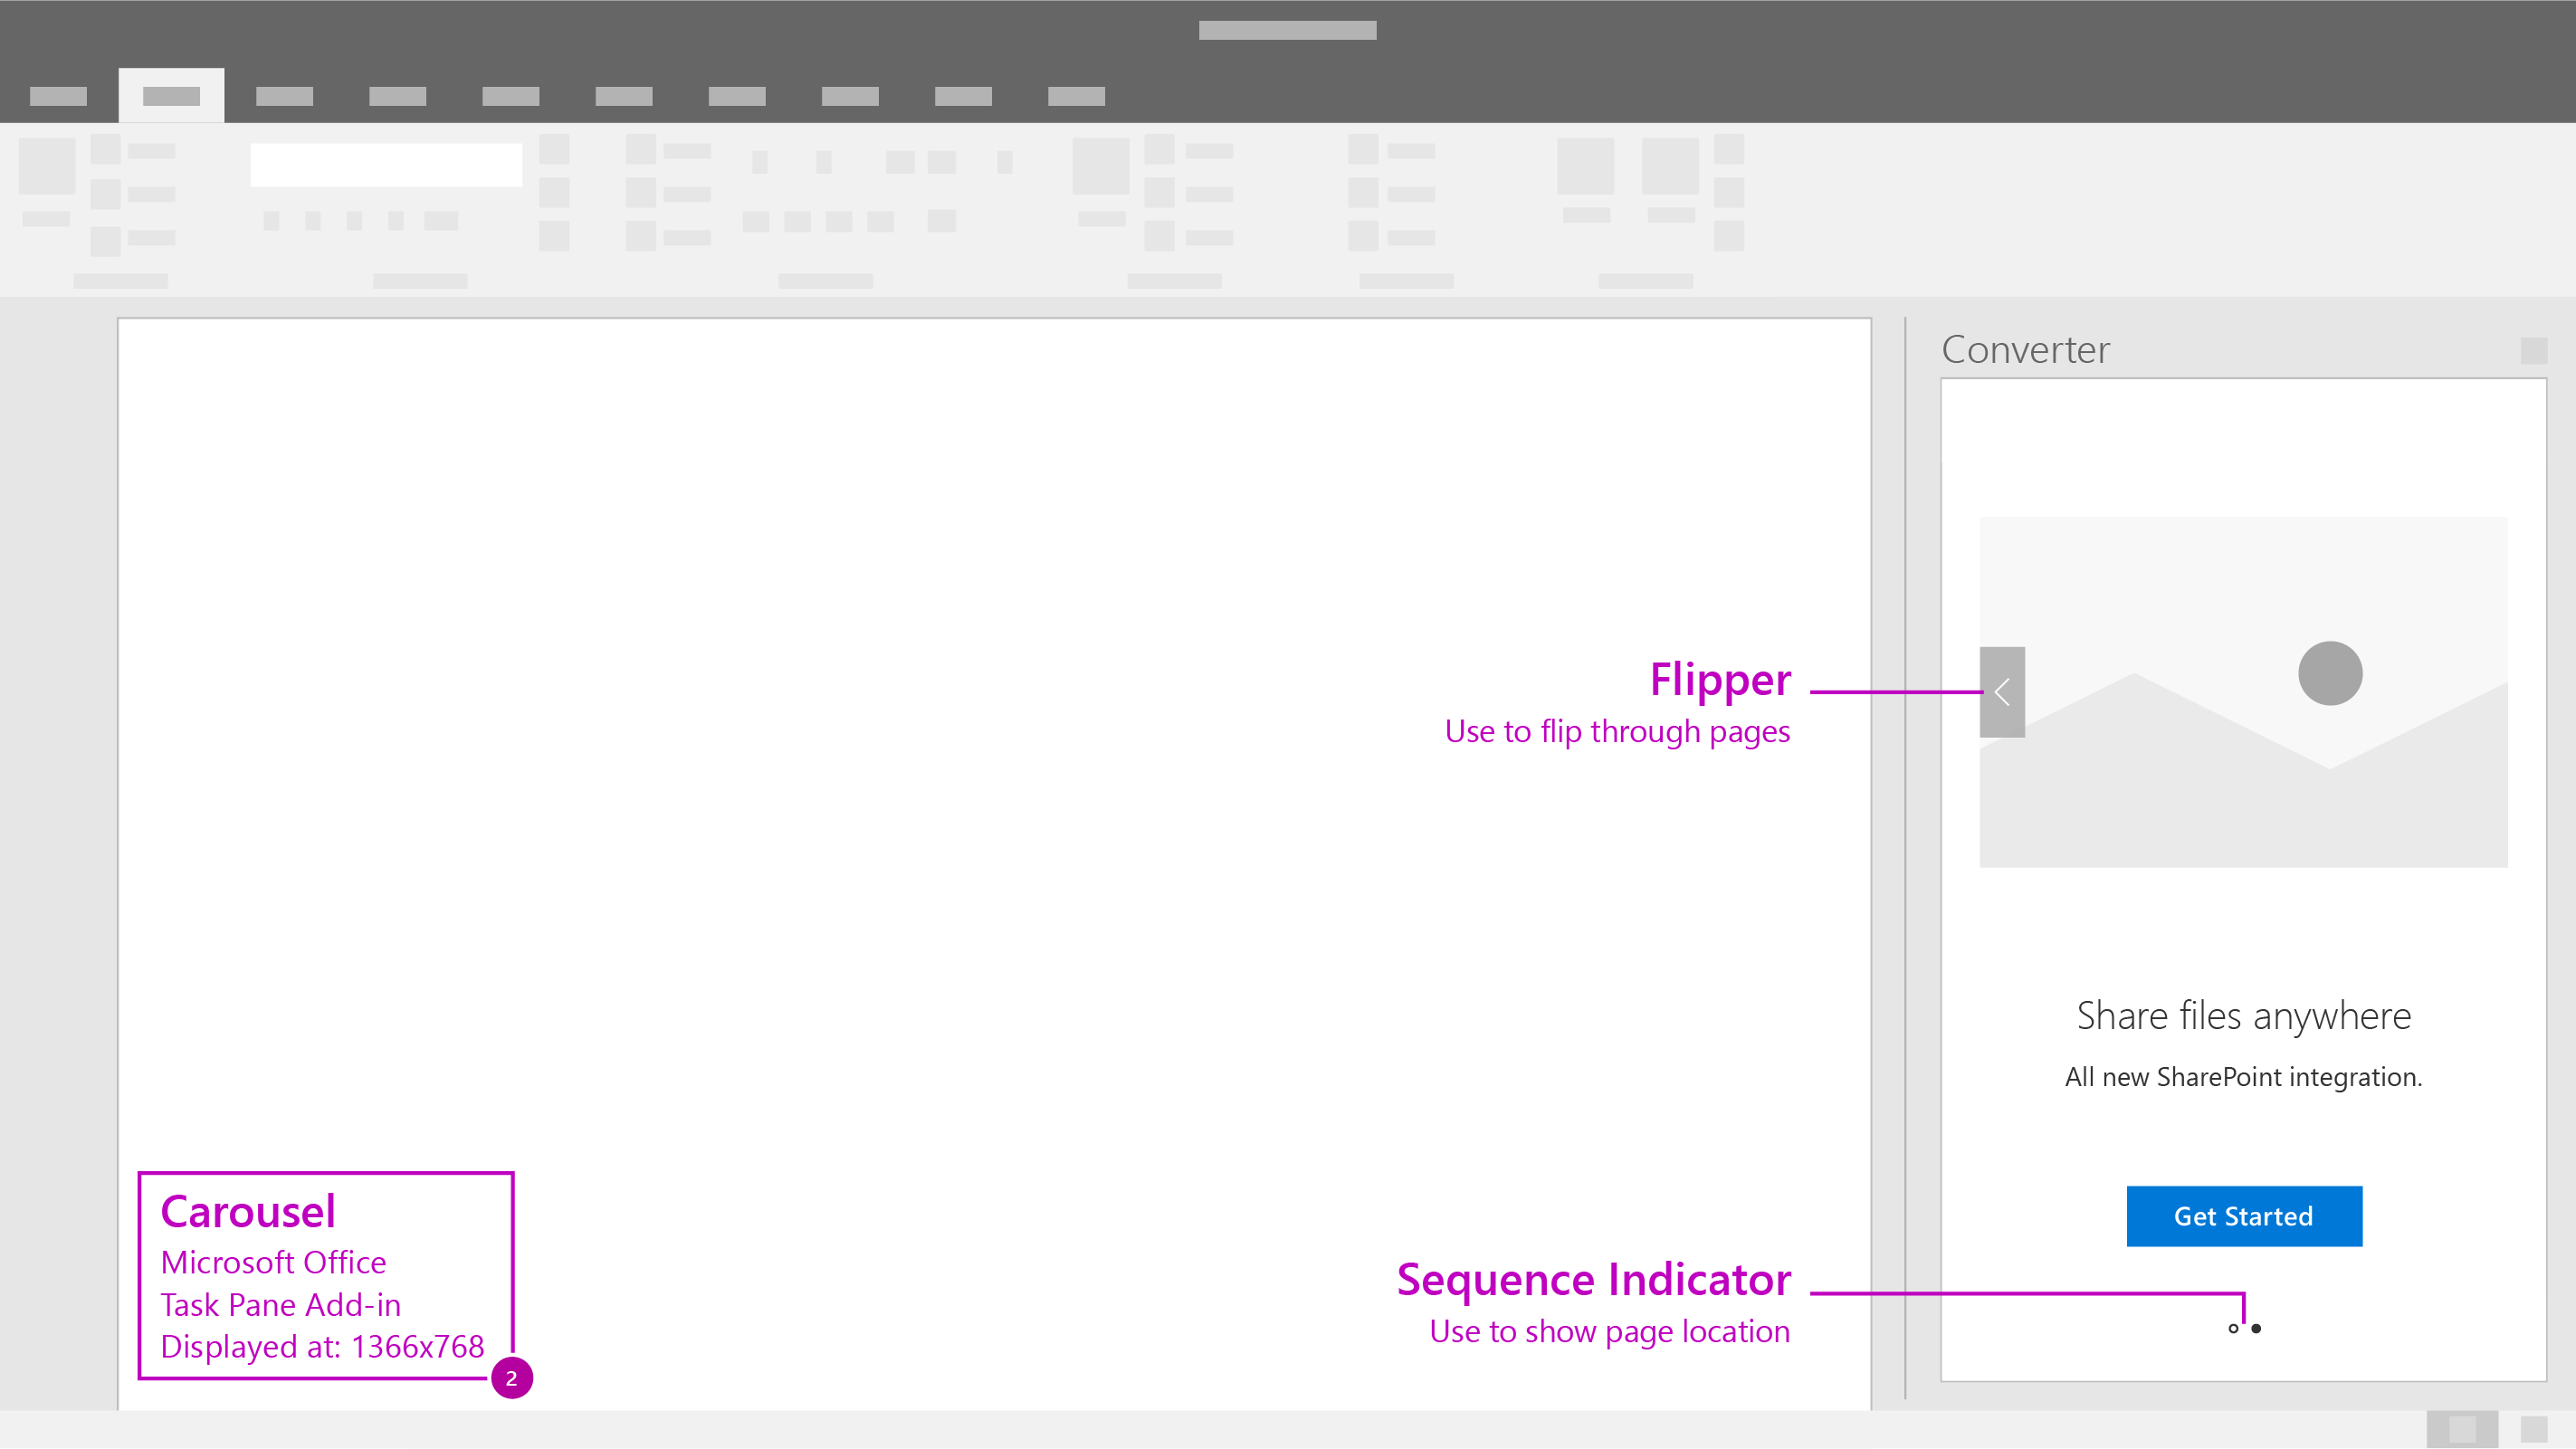 Converter
Flipper
Use to flip through pages
Share files anywhere
All new SharePoint integration.
Get Started
Carousel
Microsoft Office
Task Pane Add-in
Displayed at: 1366x768
2
Sequence Indicator
Use to show page location